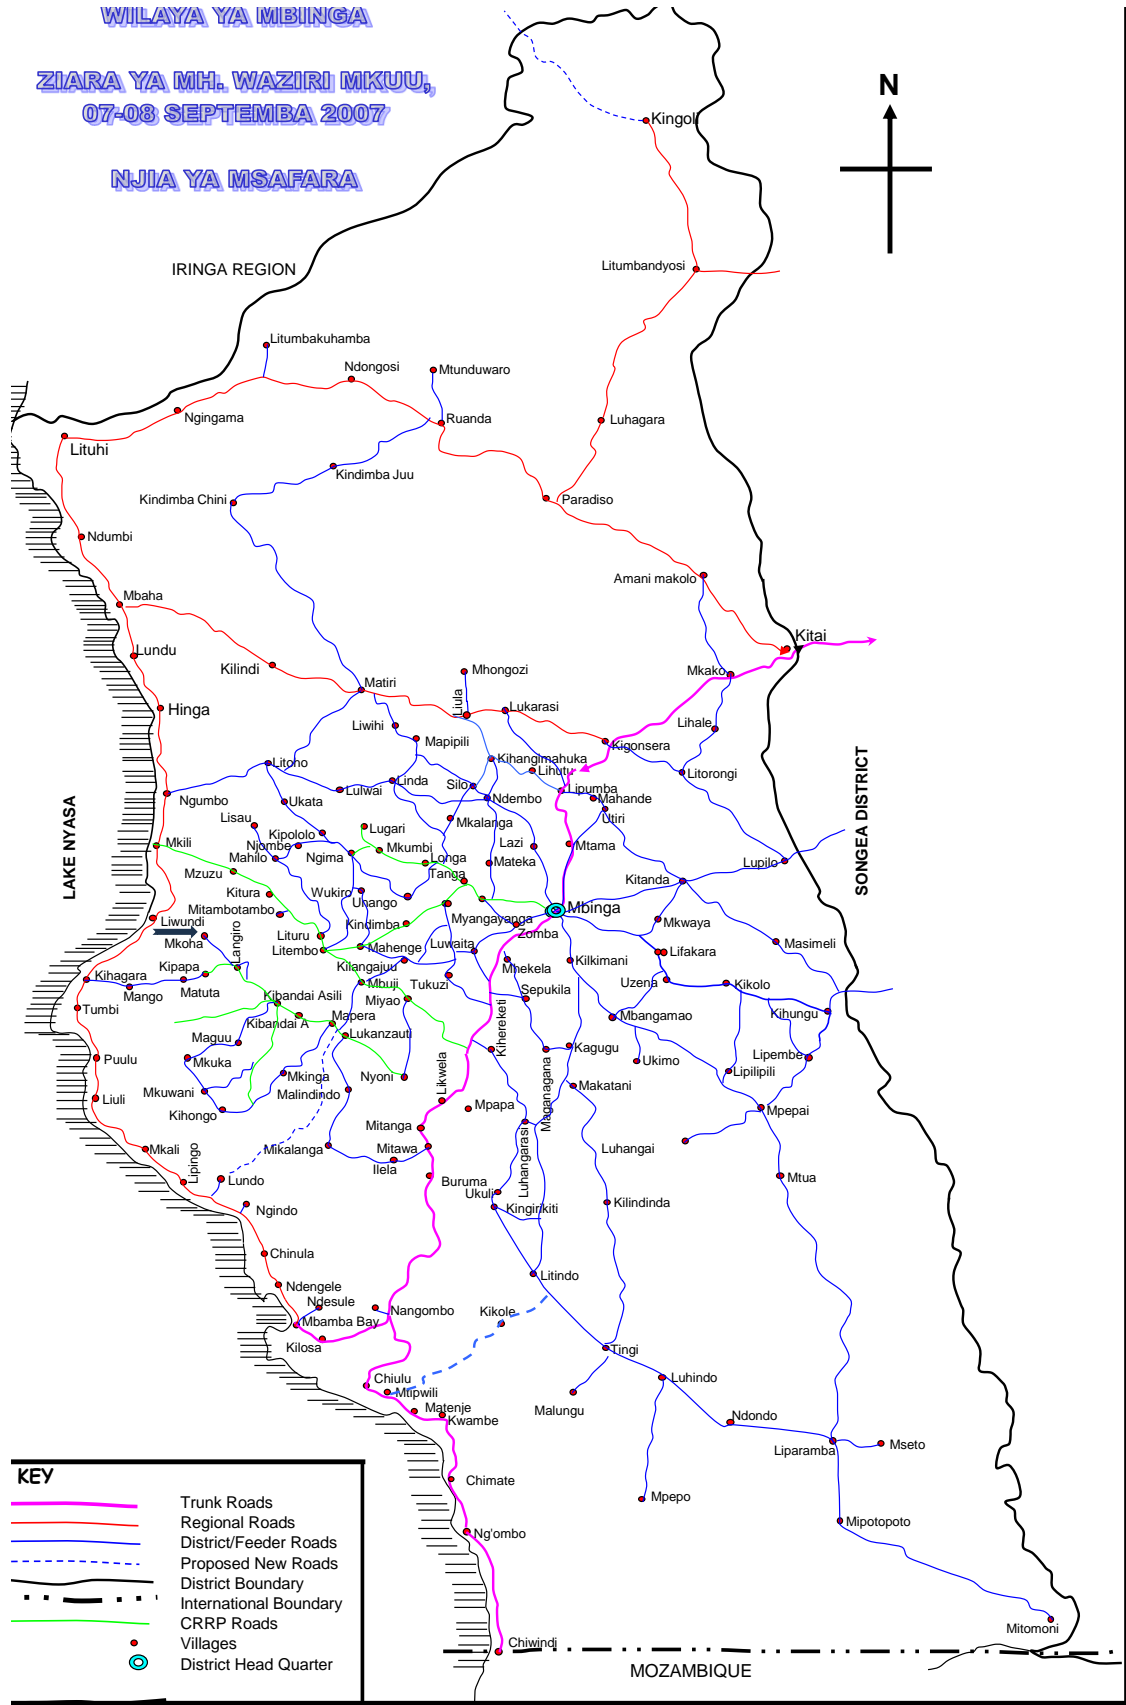 WILAYA YA MBINGA
ZIARA YA MH. WAZIRI MKUU,
07-08 SEPTEMBA 2007
NJIA YA MSAFARA
N
Kingoli
IRINGA REGION
Litumbandyosi
Litumbakuhamba
Ndongosi
Mtunduwaro
Ngingama
Ruanda
Luhagara
Lituhi
Kindimba Juu
Kindimba Chini
Paradiso
Ndumbi
Amani makolo
Mbaha
Kitai
Lundu
Kilindi
Mhongozi
Mkako
Matiri
Liula
Lukarasi
Hinga
Liwihi
Lihale
Mapipili
Kigonsera
Kihangimahuka
Litono
Lihutu
Litorongi
SONGEA DISTRICT
LAKE NYASA
Ngumbo
Ukata
Lulwai
Linda
Silo
Ndembo
Lipumba
Mahande
Utiri
Lisau
Kipololo
Lugari
Mkalanga
Mkili
Njombe
Mahilo
Ngima
Mkumbi
Longa
Lazi
Mtama
Mateka
Lupilo
Mzuzu
Tanga
Kitanda
Kitura
Wukiro
Unango
Mitambotambo
Mbinga
Liwundi
Kindimba
Myangayanga
Mkwaya
Zomba
Mkoha
Lituru
Litembo
Mahenge
Luwaita
Masimeli
Langiro
Lifakara
Kipapa
Kilangajuu
Mhekela
Kilkimani
Kihagara
Mango
Matuta
Mbuji
Tukuzi
Uzena
Kikolo
Kibandai Asili
Miyao
Sepukila
Tumbi
Kibandai A
Mapera
Mbangamao
Kihungu
Maguu
Lukanzauti
Kihereketi
Puulu
Mkuka
Kagugu
Ukimo
Lipembe
Mkinga
Nyoni
Likwela
Maganagana
Lipilipili
Mkuwani
Malindindo
Makatani
Liuli
Kihongo
Mpapa
Mpepai
Mitanga
Mkali
Mikalanga
Mitawa
Luhangarasi
Luhangai
Lipingo
Ilela
Lundo
Buruma
Mtua
Ukuli
Ngindo
Kingirikiti
Kilindinda
Chinula
Litindo
Ndengele
Ndesule
Nangombo
Kikole
Mbamba Bay
Kilosa
Tingi
Chiulu
Mtipwili
Luhindo
Matenje
Malungu
Kwambe
Ndondo
Liparamba
Mseto
KEY
Chimate
Mpepo
Trunk Roads
Regional Roads
Mipotopoto
District/Feeder Roads
Ng'ombo
Proposed New Roads
District Boundary
International Boundary
CRRP Roads
Mitomoni
Villages
Chiwindi
District Head Quarter
MOZAMBIQUE